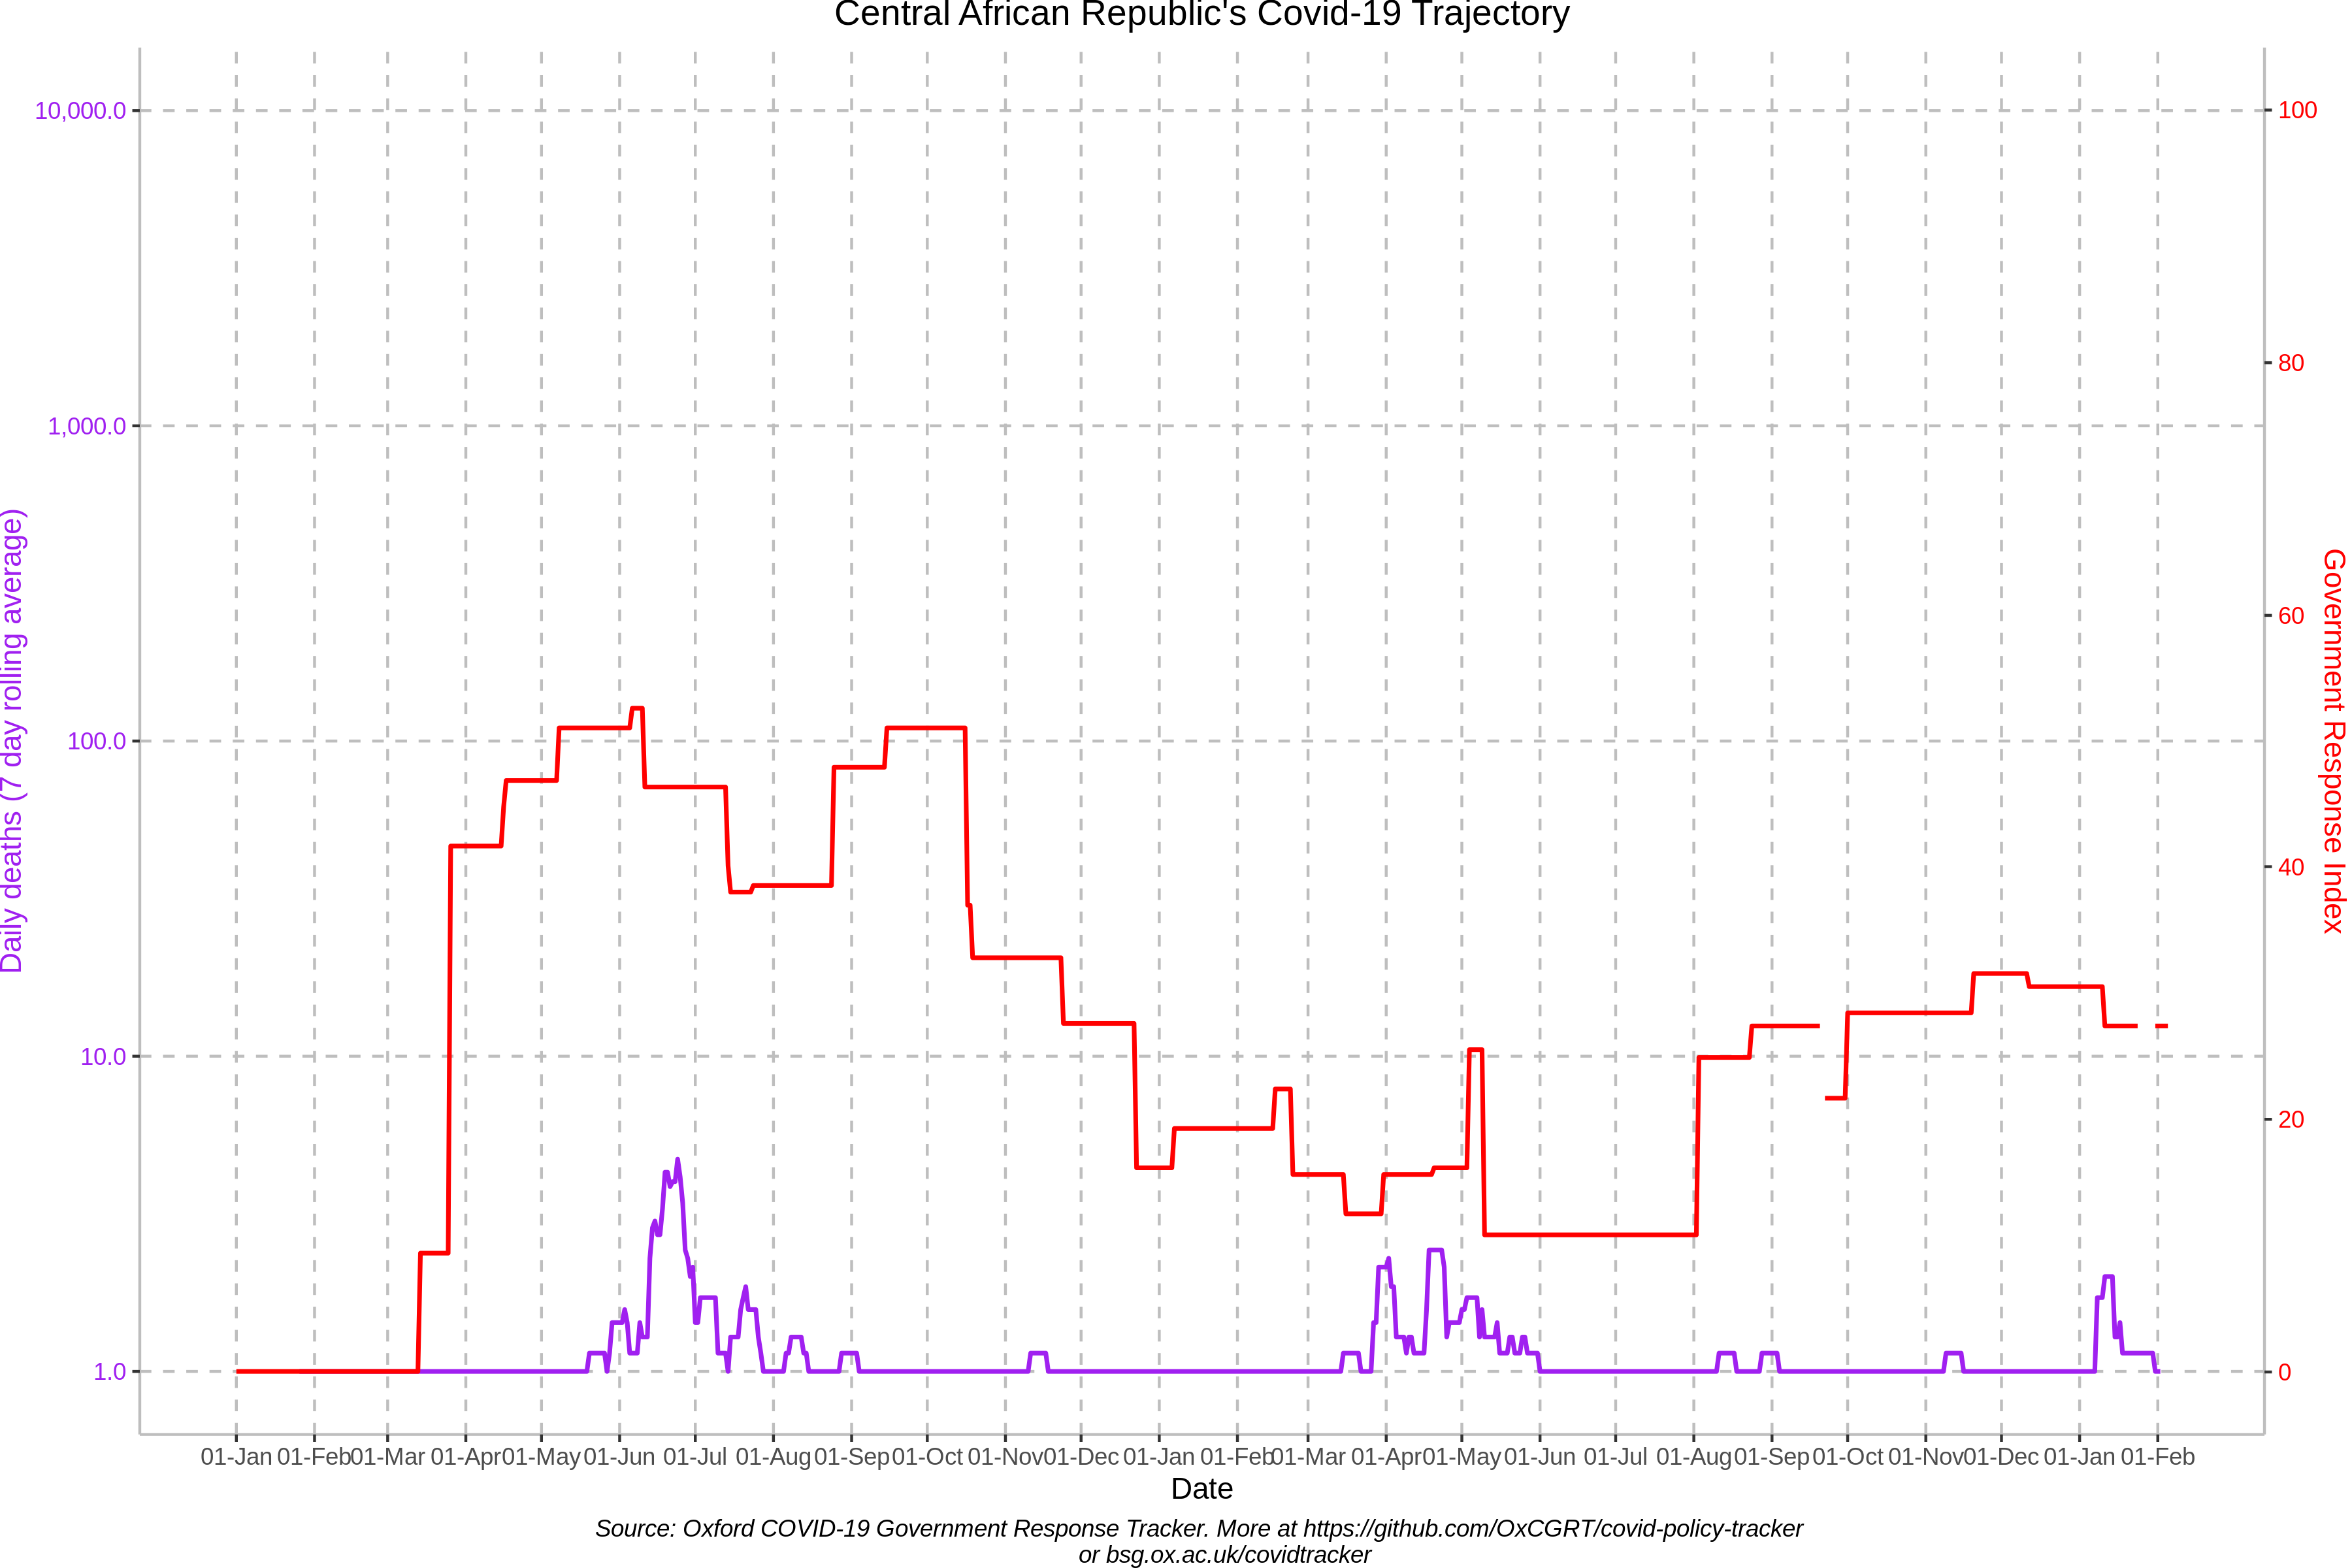 Central African Republic's Covid-19 Trajectory
10,000.0
1,000.0
100.0
10.0
1.0
Daily deaths (7 day rolling average)
100
80
60
40
20
0
Government Response Index
01-Jan 01-Feb 01-Mar 01-Apr 01-May 01-Jun 01-Jul 01-Aug 01-Sep 01-Oct 01-Nov 01-Dec 01-Jan 01-Feb 01-Mar 01-Apr 01-May 01-Jun 01-Jul 01-Aug 01-Sep 01-Oct 01-Nov 01-Dec 01-Jan 01-Feb
Date
Source: Oxford COVID-19 Government Response Tracker. More at https://github.com/OxCGRT/covid-policy-tracker
or bsg.ox.ac.uk/covidtracker